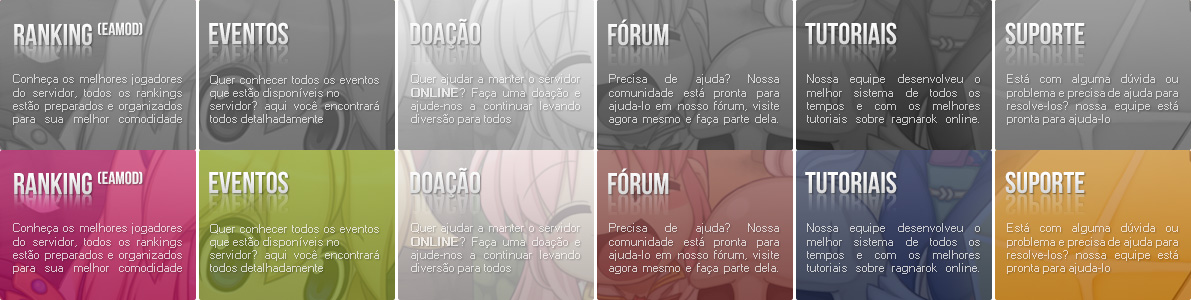 RANKING (EAMOD)
Conheça os melhores jogadores
do servidor, todos os rankings
estão preparados e organizados
para sua melhor comodidade
EVENTOS
Quer conhecer todos os eventos
que estão disponíveis no
servidor? aqui você encontrará
todos detalhadamente
DOAÇÃO
Quer ajudar a manter o servidor
ONLINE? Faça uma doação e
ajude-nos a continuar levando
diversão para todos
FÓRUM
Precisa de ajuda? Nossa
comunidade está pronta para
ajuda-lo em nosso fórum, visite
agora mesmo e faça parte dela.
TUTORIAIS
Nossa equipe desenvolveu o
melhor sistema de todos os
tempos e com os melhores
tutoriais sobre ragnarok online.
SUPORTE
Está com alguma dúvida ou
problema e precisa de ajuda para
resolve-los? nossa equipe está
pronta para ajuda-lo
RANKING (EAMOD)
Conheça os melhores jogadores
do servidor, todos os rankings
estão preparados e organizados
para sua melhor comodidade
EVENTOS
Quer conhecer todos os eventos
que estão disponíveis no
servidor? aqui você encontrará
todos detalhadamente
DOAÇÃO
Quer ajudar a manter o servidor
ONLINE? Faça uma doação e
ajude-nos a continuar levando
diversão para todos
FÓRUM
Precisa de ajuda? Nossa
comunidade está pronta para
ajuda-lo em nosso fórum, visite
agora mesmo e faça parte dela.
TUTORIAIS
Nossa equipe desenvolveu o
melhor sistema de todos os
tempos e com os melhores
tutoriais sobre ragnarok online.
SUPORTE
Está com alguma dúvida ou
problema e precisa de ajuda para
resolve-los? nossa equipe está
pronta para ajuda-lo